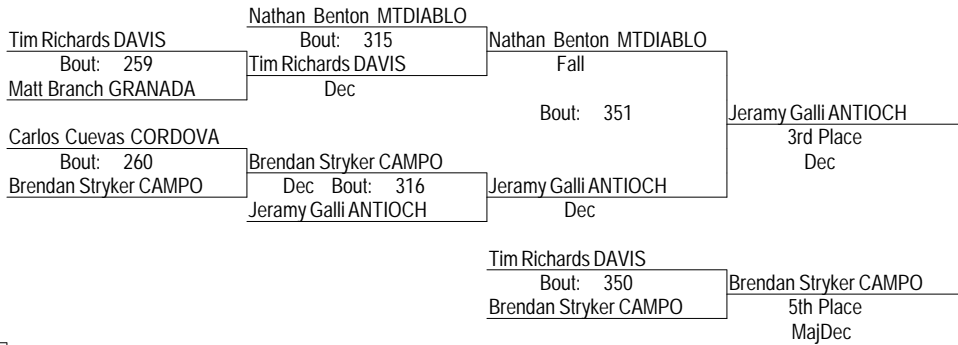 Nathan Benton MTDIABLO
Tim Richards DAVIS
Bout: 315
Nathan Benton MTDIABLO
Bout: 259
Tim Richards DAVIS
Fall
Matt Branch GRANADA
Dec
Bout: 351
Jeramy Galli ANTIOCH
Carlos Cuevas CORDOVA
3rd Place
Bout: 260
Brendan Stryker CAMPO
Dec
Brendan Stryker CAMPO
Dec Bout: 316
Jeramy Galli ANTIOCH
Jeramy Galli ANTIOCH
Dec
Tim Richards DAVIS
Bout: 350
Brendan Stryker CAMPO
Brendan Stryker CAMPO
5th Place
MajDec